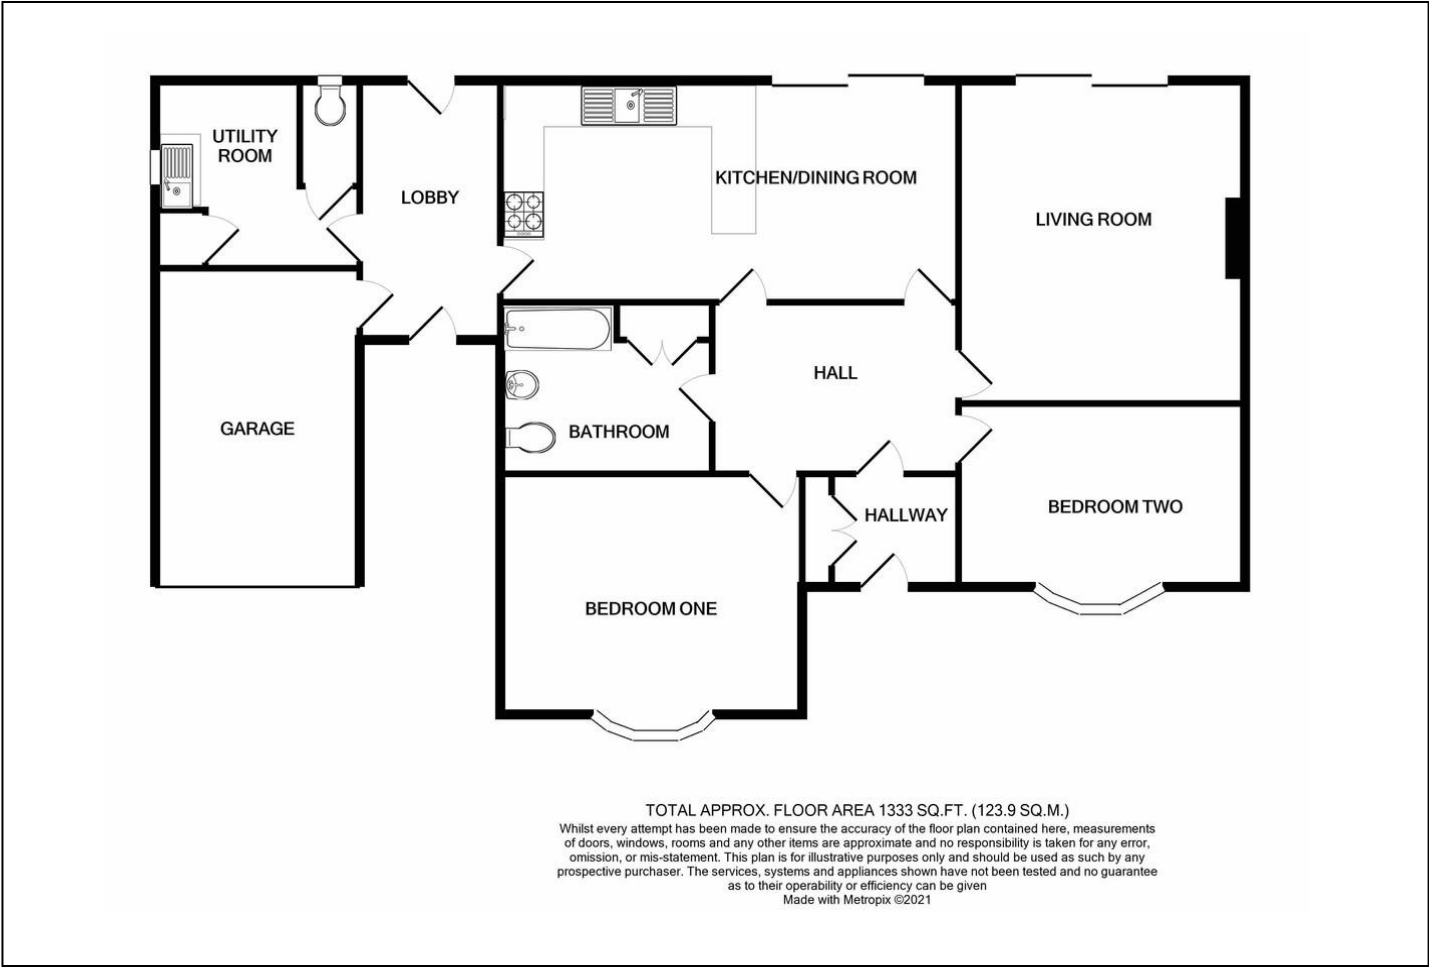 UTILITY
ROOM
LOBBY
KITCHEN/DINING ROOM
LIVING ROOM
HALL
GARAGE
BATHROOM
HALLWAY
BEDROOM TWO
BEDROOM ONE
TOTAL APPROX. FLOOR AREA 1333 SQ.FT. (123.9 SQ.M.)
Whilst every attempt has been made to ensure the accuracy of the floor plan contained here, measurements
of doors, windows, rooms and any other items are approximate and no responsibility is taken for any error,
omission, or mis-statement. This plan is for illustrative purposes only and should be used as such by any
prospective purchaser. The services, systems and appliances shown have not been tested and no guarantee
as to their operability or efficiency can be given
Made with Metropix ©2021